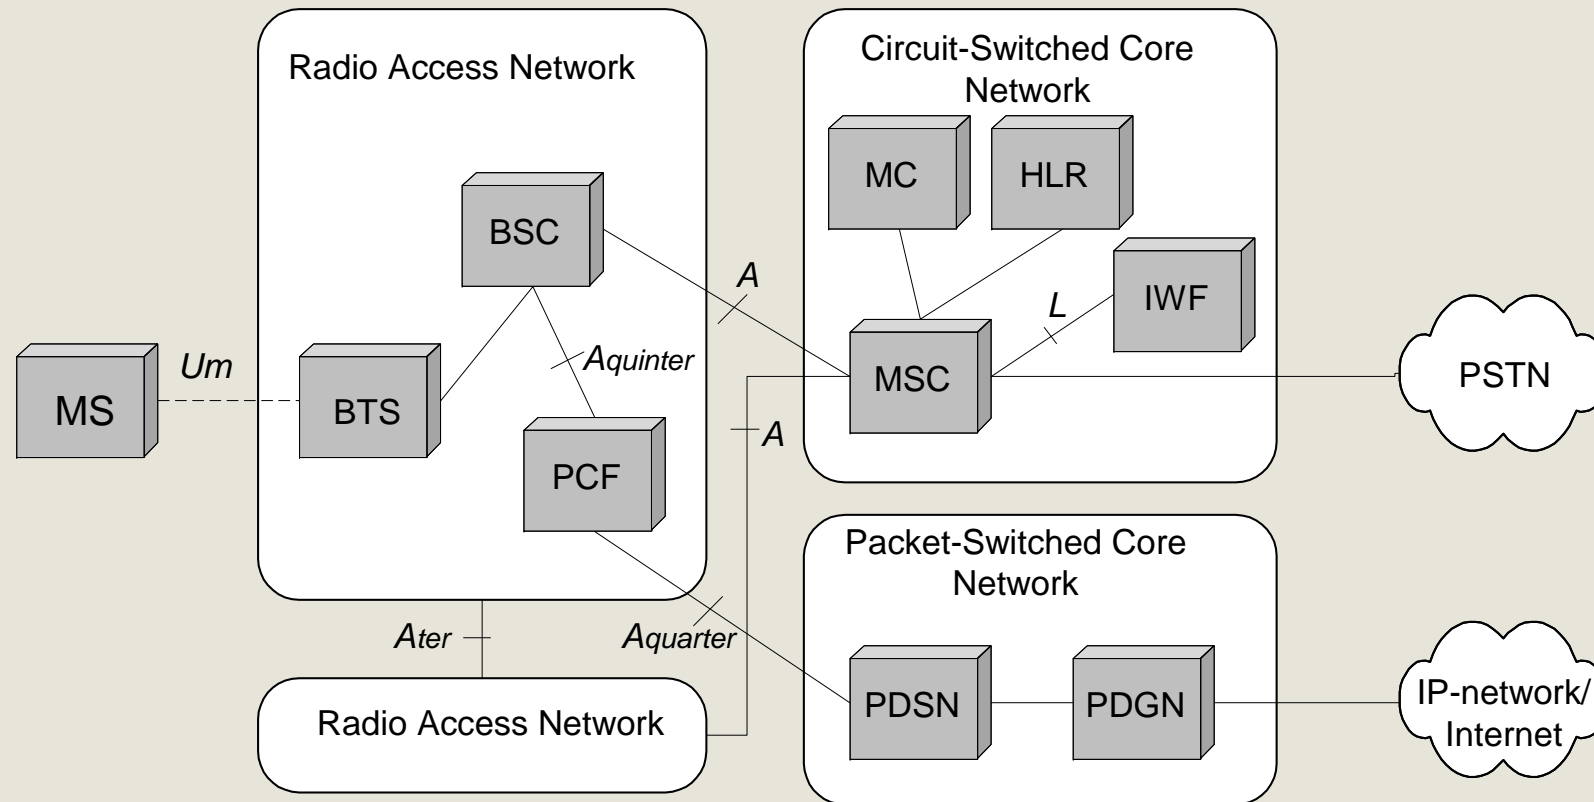 Radio Access Network
Circuit-Switched Core
Network
MC
HLR
BSC
A
L
IWF
MS
Um
BTS
Aquinter
MSC
PSTN
A
PCF
Packet-Switched Core
Network
Ater
Aquarter
Radio Access Network
PDSN
PDGN
IP-network/
Internet